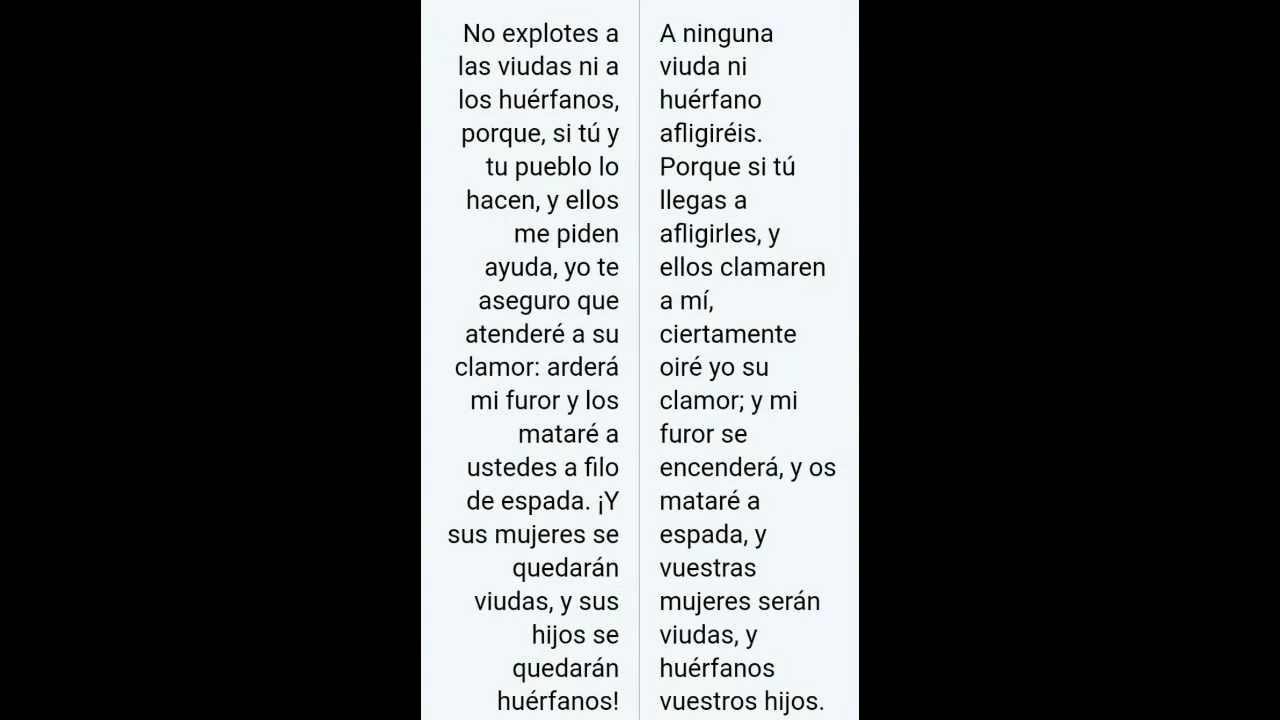 No explotes a
las viudas ni a
los huérfanos,
porque, si tú y
tu pueblo lo
hacen, y ellos
me piden
ayuda, yo te
aseguro que
atenderé a su
clamor: arderá
mi furor y los
mataré a
ustedes a filo
de espada. ¡Y
sus mujeres se
quedarán
viudas, y sus
hijos se
quedarán
huérfanos!
A ninguna
viuda ni
huérfano
afligiréis.
Porque si tú
llegas a
afligirles, y
ellos clamaren
a mí,
ciertamente
oiré yo su
clamor; y mi
furor se
encenderá, y os
mataré a
espada, y
vuestras
mujeres serán
viudas, y
huérfanos
vuestros hijos.